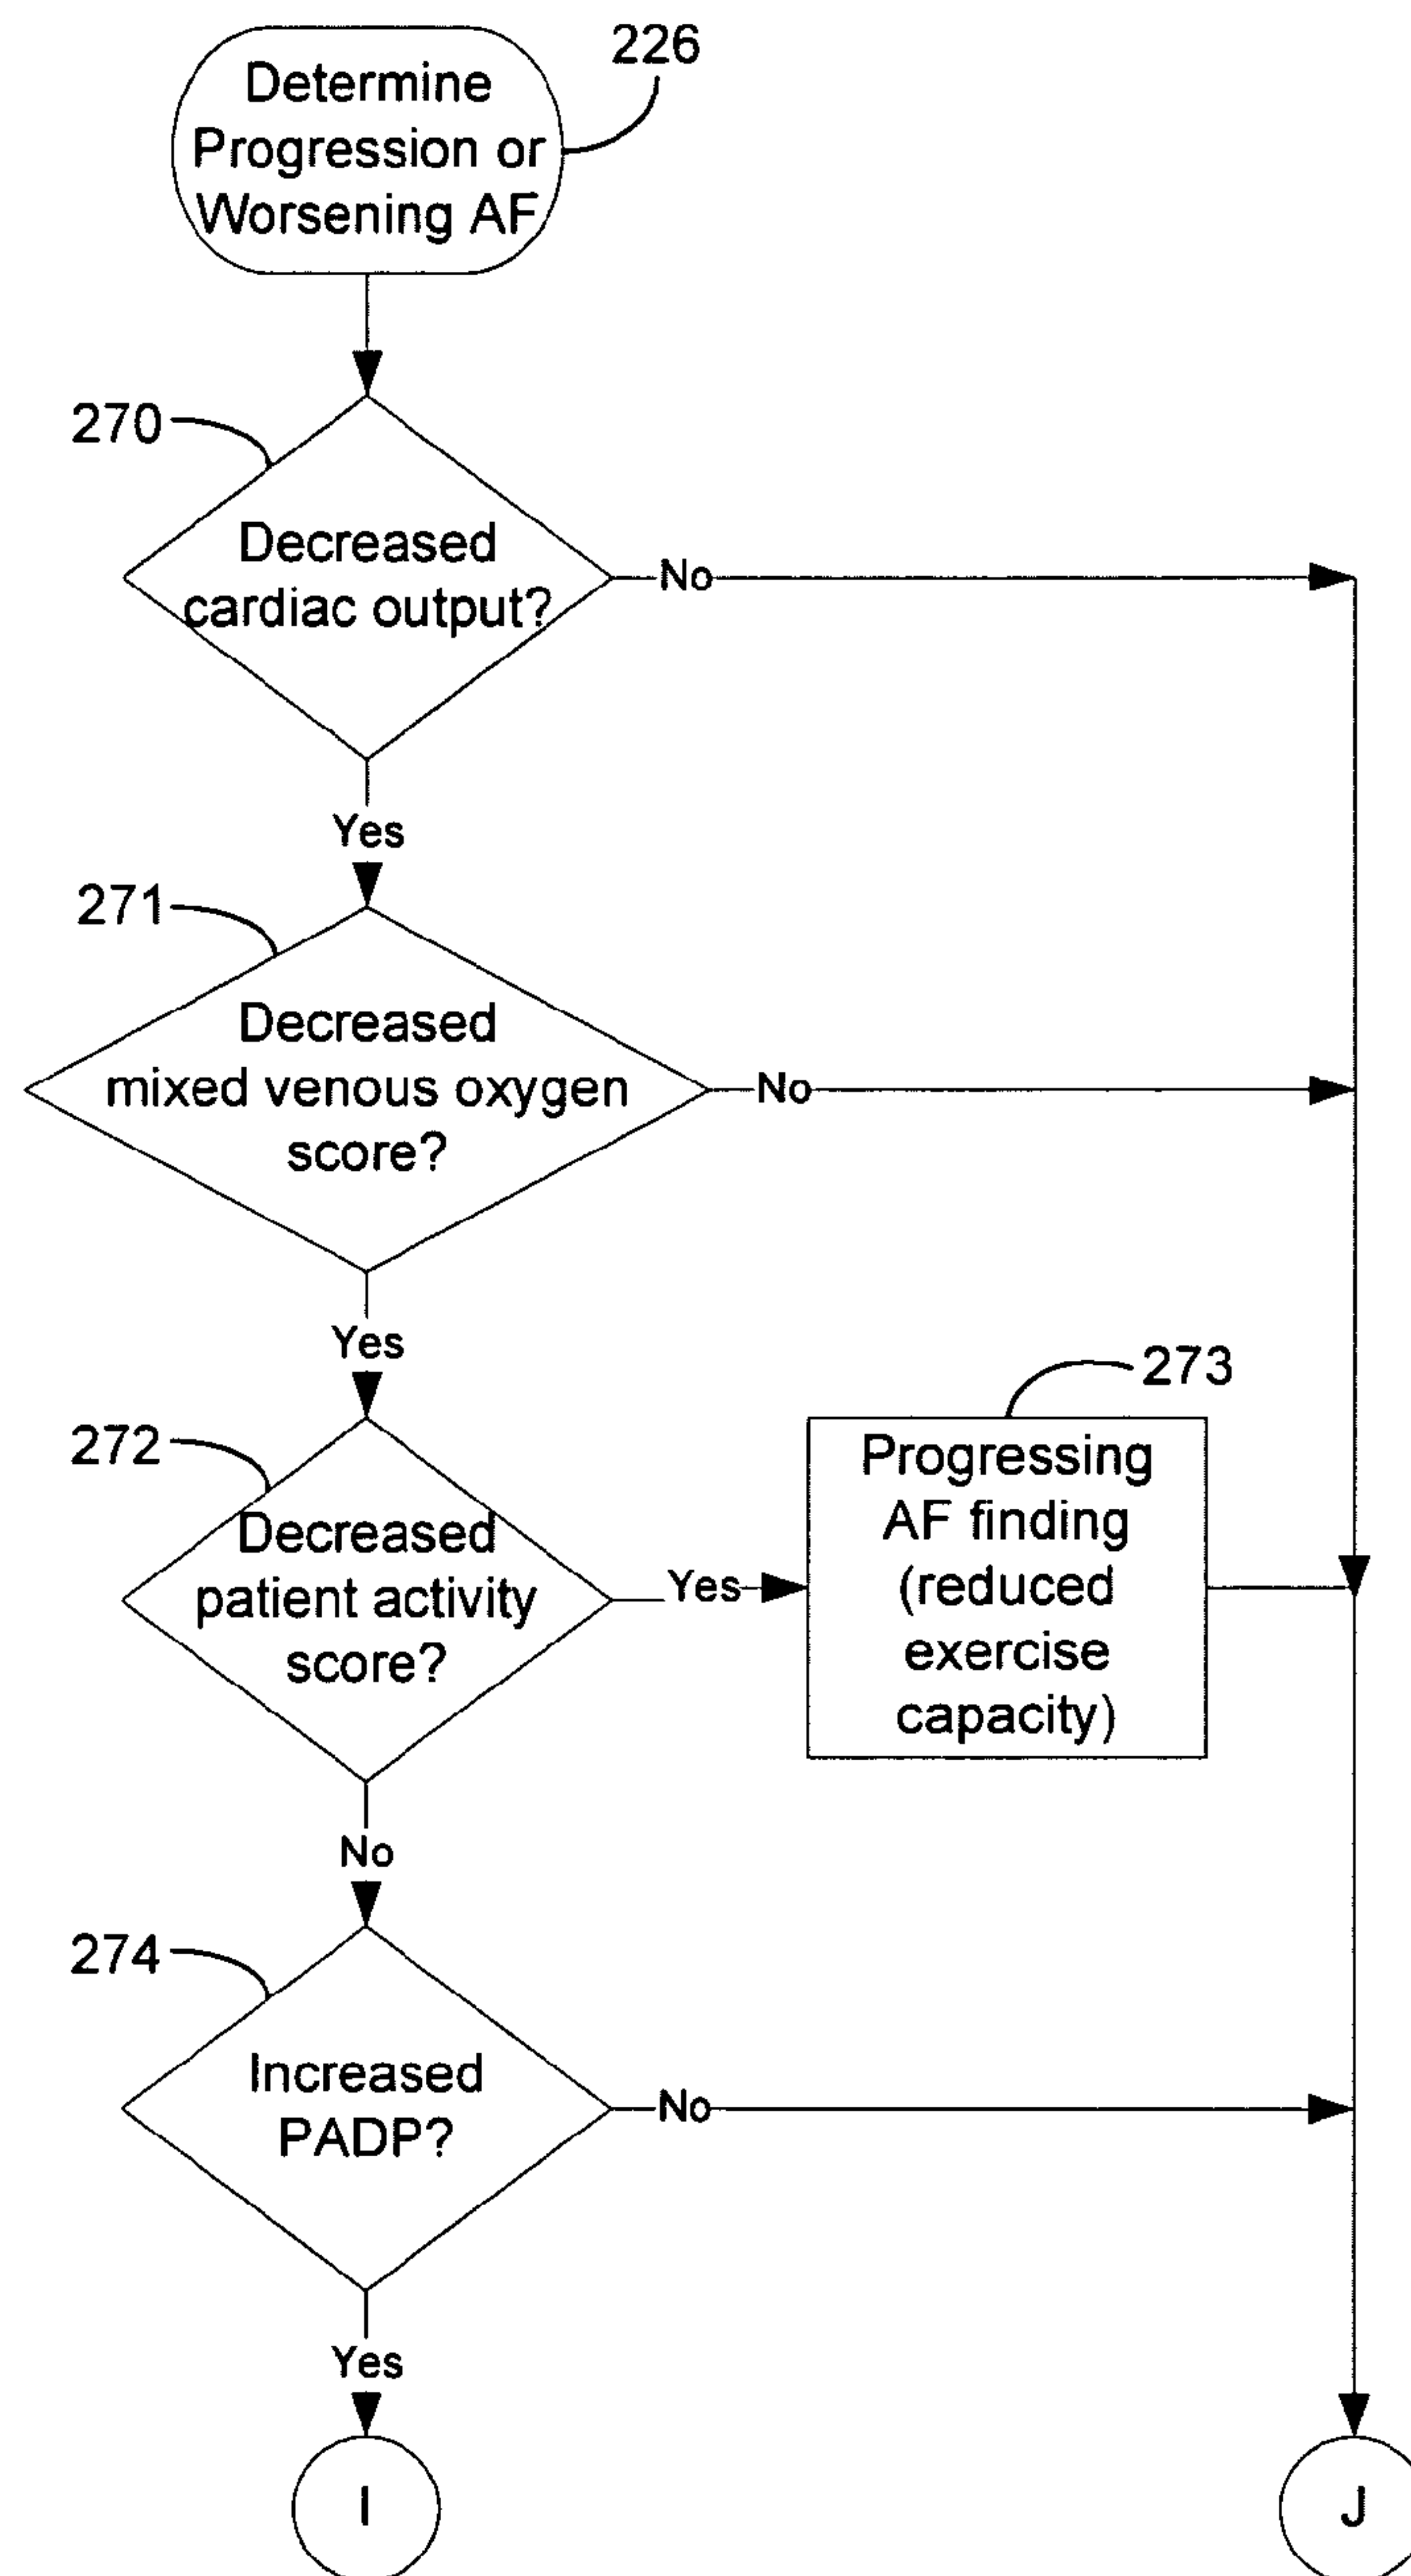 226
Determine
Progression or
Worsening AF
270
Decreased
cardiac output?
No
Yes
271
Decreased
mixed venous oxygen
score?
No
Yes
272
Decreased
patient activity
score?
Yes
273
Progressing
AF finding
(reduced
exercise
capacity)
No
274
Increased
PADP?
No
Yes
I
J